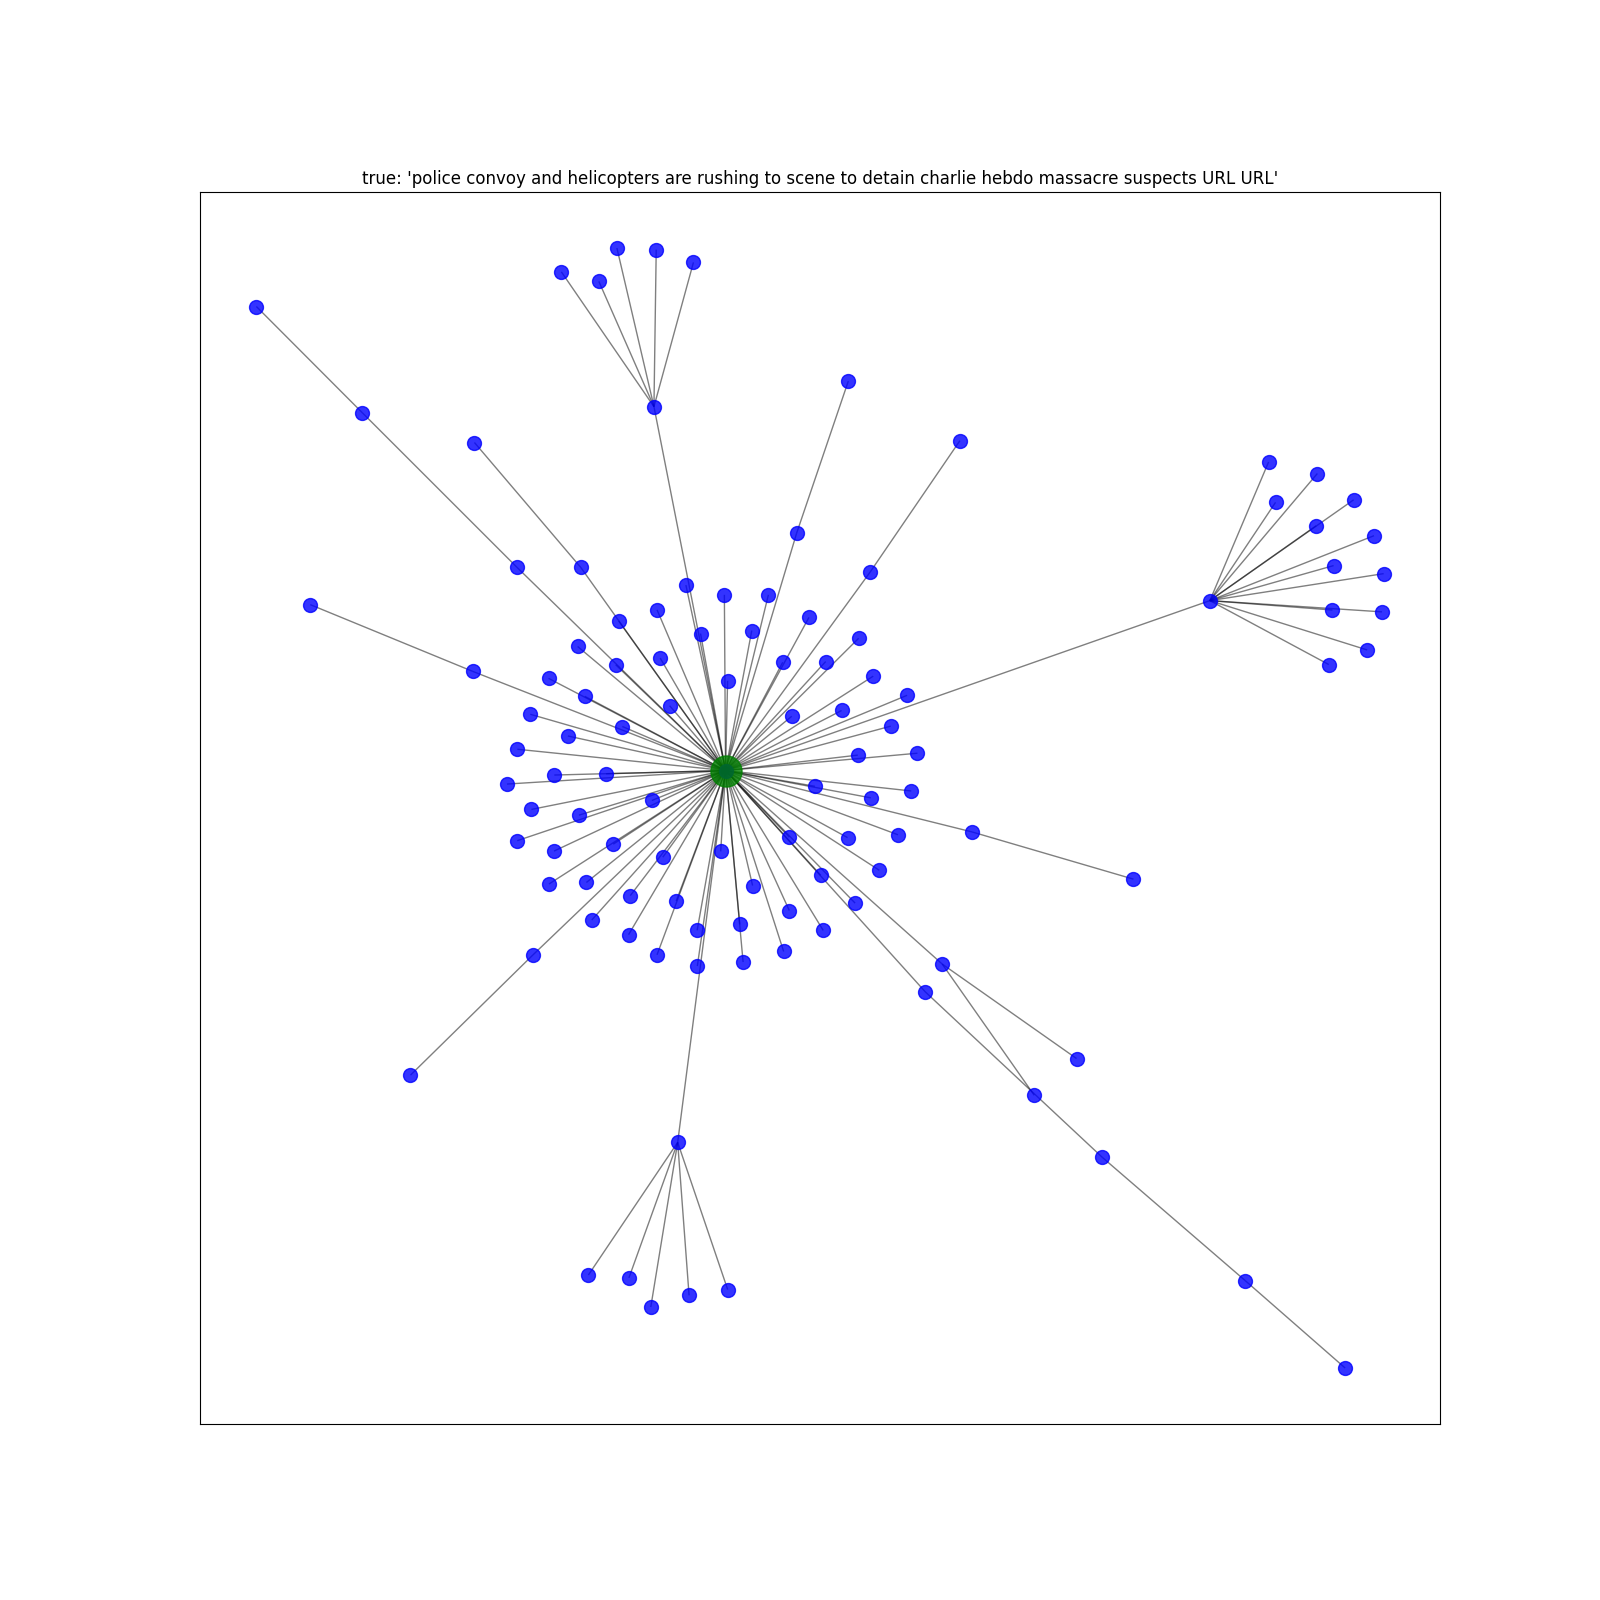 true: 'police convoy and helicopters are rushing to scene to detain charlie hebdo massacre suspects URL URL'